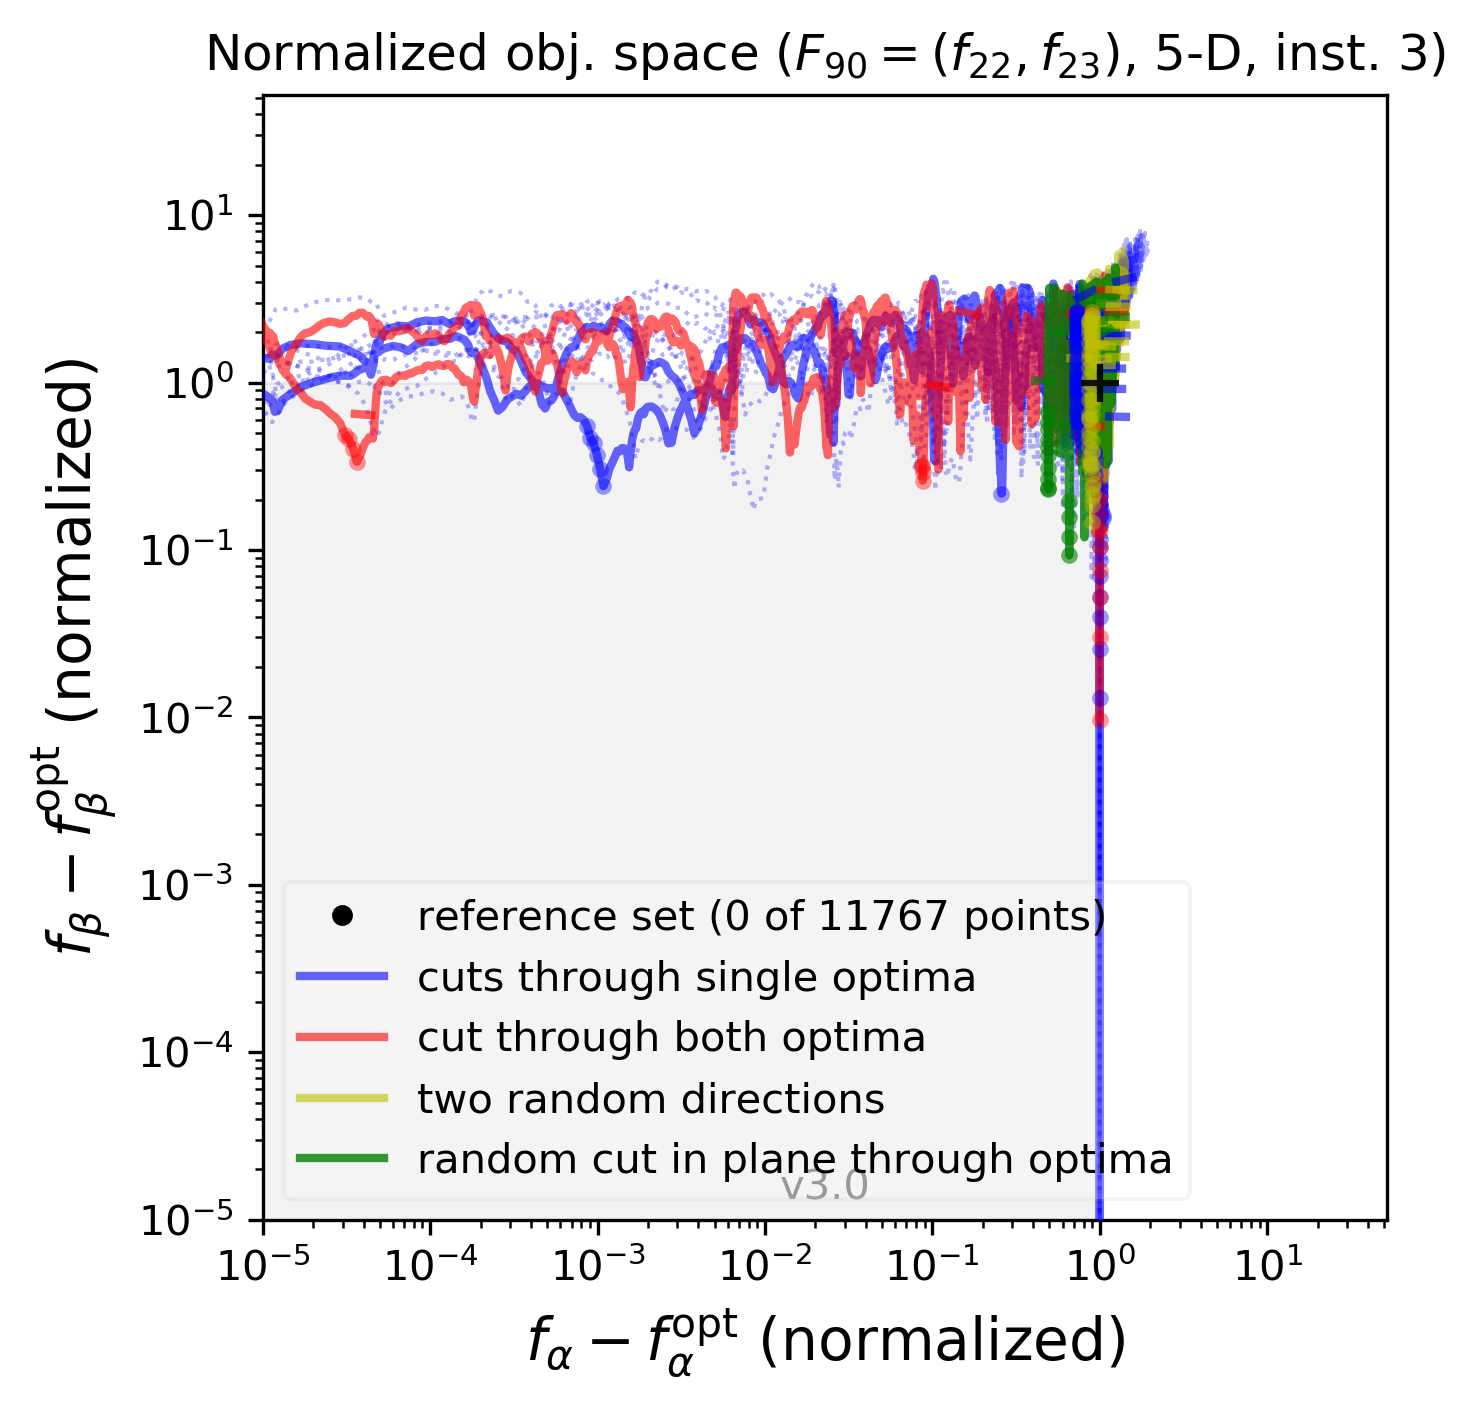 Normalized obj. space (F₉₀ = (f₂₂, f₂₃), 5-D, inst. 3)
f_β − f_β^opt (normalized)
10¹
10⁰
10⁻¹
10⁻²
10⁻³
10⁻⁴
10⁻⁵
reference set (0 of 11767 points)
cuts through single optima
cut through both optima
two random directions
random cut in plane through optima
v3.0
10⁻⁵ 10⁻⁴ 10⁻³ 10⁻² 10⁻¹ 10⁰ 10¹
f_α − f_α^opt (normalized)